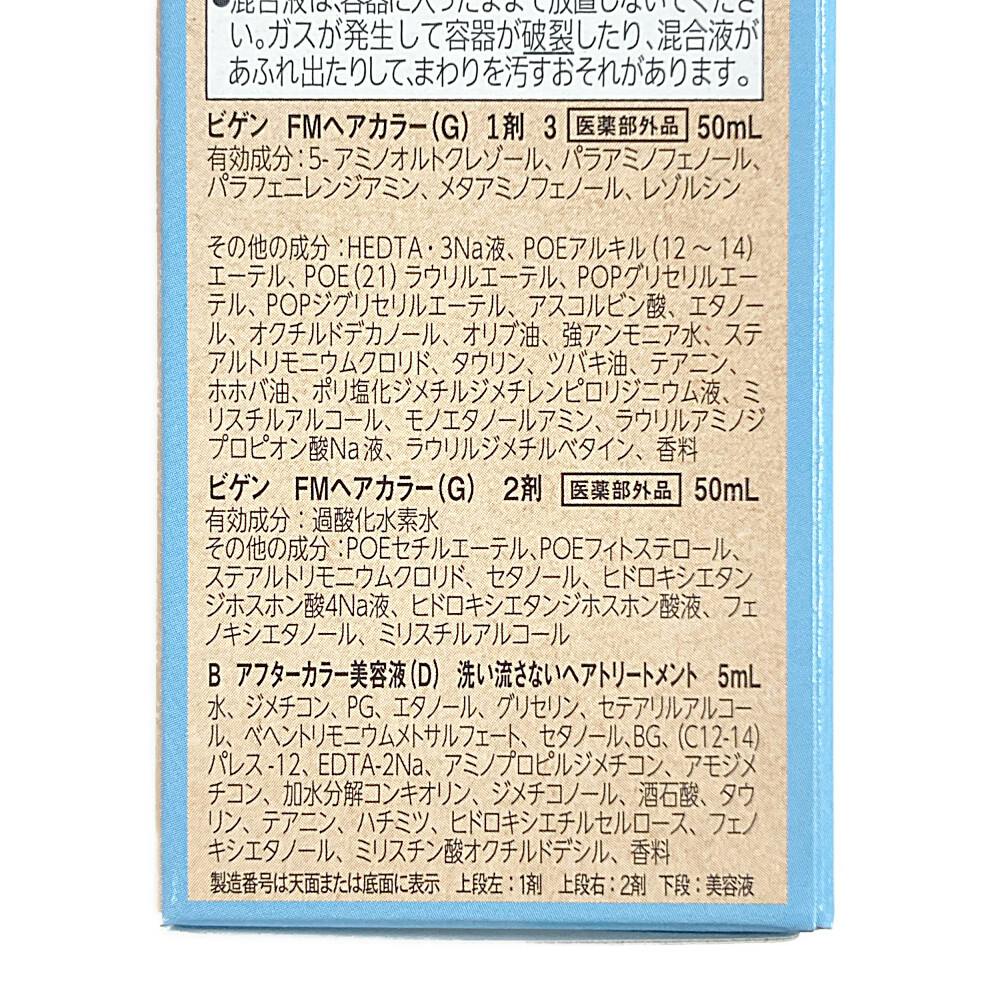 ●混合液は、容器に入ったままで放置しないでくださ
い。ガスが発生して容器が破裂したり、混合液が
あふれ出たりして、まわりを汚すおそれがあります。
ビゲン FMヘアカラー(G) 1剤 3 医薬部外品 50mL
有効成分:5-アミノオルトクレゾール、パラアミノフェノール、
パラフェニレンジアミン、メタアミノフェノール、レゾルシン
その他の成分:HEDTA・3Na液、POEアルキル(12～14)
エーテル、POE(21)ラウリルエーテル、POPグリセリルエー
テル、POPジグリセリルエーテル、アスコルビン酸、エタノー
ル、オクチルドデカノール、オリブ油、強アンモニア水、ステ
アルトリモニウムクロリド、タウリン、ツバキ油、テアニン、
ホホバ油、ポリ塩化ジメチルジメチレンピロリジニウム液、ミ
リスチルアルコール、モノエタノールアミン、ラウリルアミノジ
プロピオン酸Na液、ラウリルジメチルベタイン、香料
ビゲン FMヘアカラー(G) 2剤 医薬部外品 50mL
有効成分:過酸化水素水
その他の成分:POEセチルエーテル、POEフィトステロール、
ステアルトリモニウムクロリド、セタノール、ヒドロキシエタン
ジホスホン酸4Na液、ヒドロキシエタンジホスホン酸液、フェ
ノキシエタノール、ミリスチルアルコール
B アフターカラー美容液(D) 洗い流さないヘアトリートメント 5mL
水、ジメチコン、PG、エタノール、グリセリン、セテアリルアルコー
ル、ベヘントリモニウムメトサルフェート、セタノール、BG、(C12-14)
パレス-12、EDTA-2Na、アミノプロピルジメチコン、アモジメ
チコン、加水分解コンキオリン、ジメチコノール、酒石酸、タウ
リン、テアニン、ハチミツ、ヒドロキシエチルセルロース、フェノ
キシエタノール、ミリスチン酸オクチルドデシル、香料
製造番号は天面または底面に表示 上段左:1剤 上段右:2剤 下段:美容液